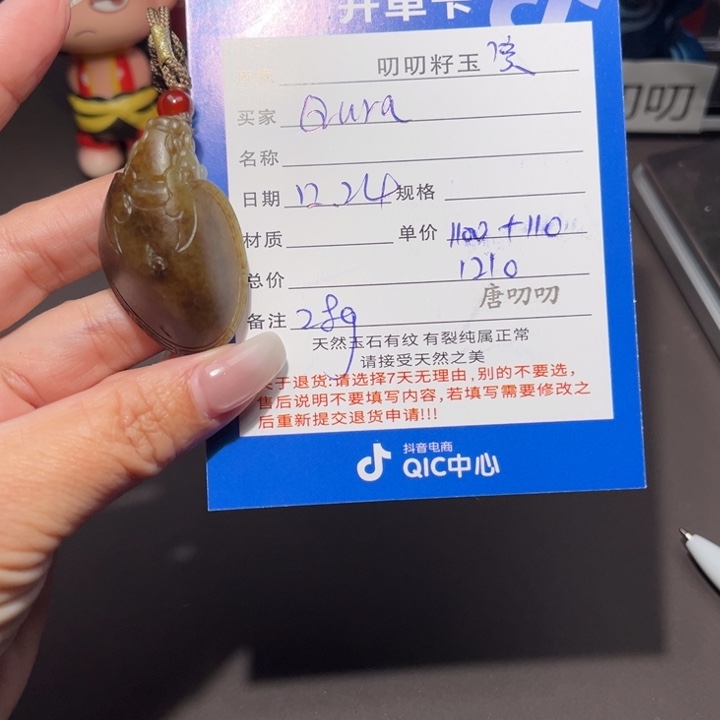 开单卡
叨叨籽玉
买家 Qura
名称
日期 12.24 规格
材质 单价 1100+110
总价 1210
唐叨叨
备注 28g
天然玉石有纹 有裂纯属正常
请接受天然之美
关于退货:请选择7天无理由,别的不要选,
售后说明不要填写内容,若填写需要修改之
后重新提交退货申请!!!
抖音电商
QIC中心
叨叨